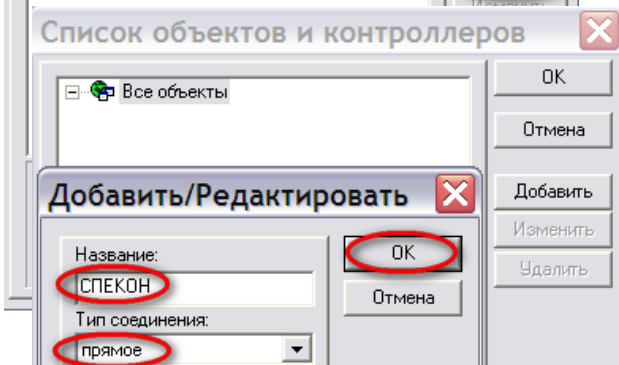 Изменить
Список объектов и контроллеров
Все объекты
OK
Отмена
Добавить
Изменить
Удалить
Добавить/Редактировать
Название:
СПЕКОН
Тип соединения:
прямое
OK
Отмена